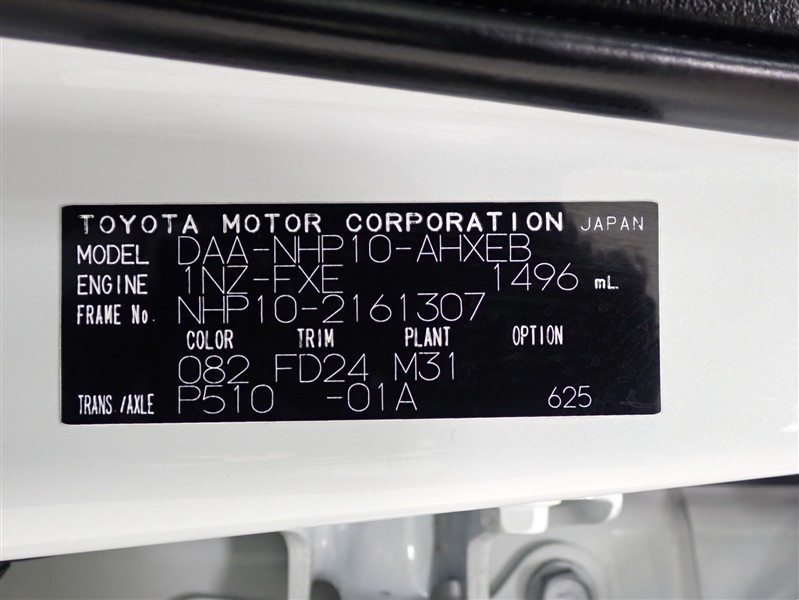 TOYOTA MOTOR CORPORATION JAPAN
MODEL DAA-NHP10-AHXEB
ENGINE 1NZ-FXE 1496 mL
FRAME No. NHP10-2161307
COLOR TRIM PLANT OPTION
082 FD24 M31
TRANS./AXLE P510 -01A 625